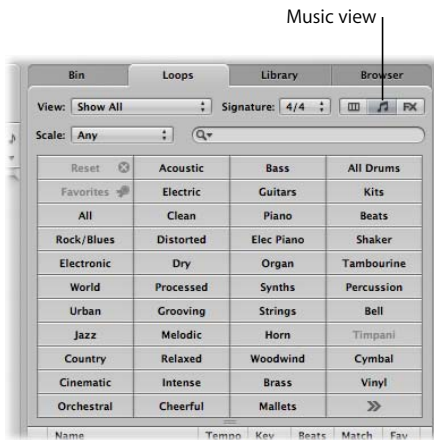 Music view
Bin Loops Library Browser
View: Show All Signature: 4/4 FX
Scale: Any
Reset Acoustic Bass All Drums
Favorites Electric Guitars Kits
All Clean Piano Beats
Rock/Blues Distorted Elec Piano Shaker
Electronic Dry Organ Tambourine
World Processed Synths Percussion
Urban Grooving Strings Bell
Jazz Melodic Horn Timpani
Country Relaxed Woodwind Cymbal
Cinematic Intense Brass Vinyl
Orchestral Cheerful Mallets
Name Tempo Key Beats Match Fav